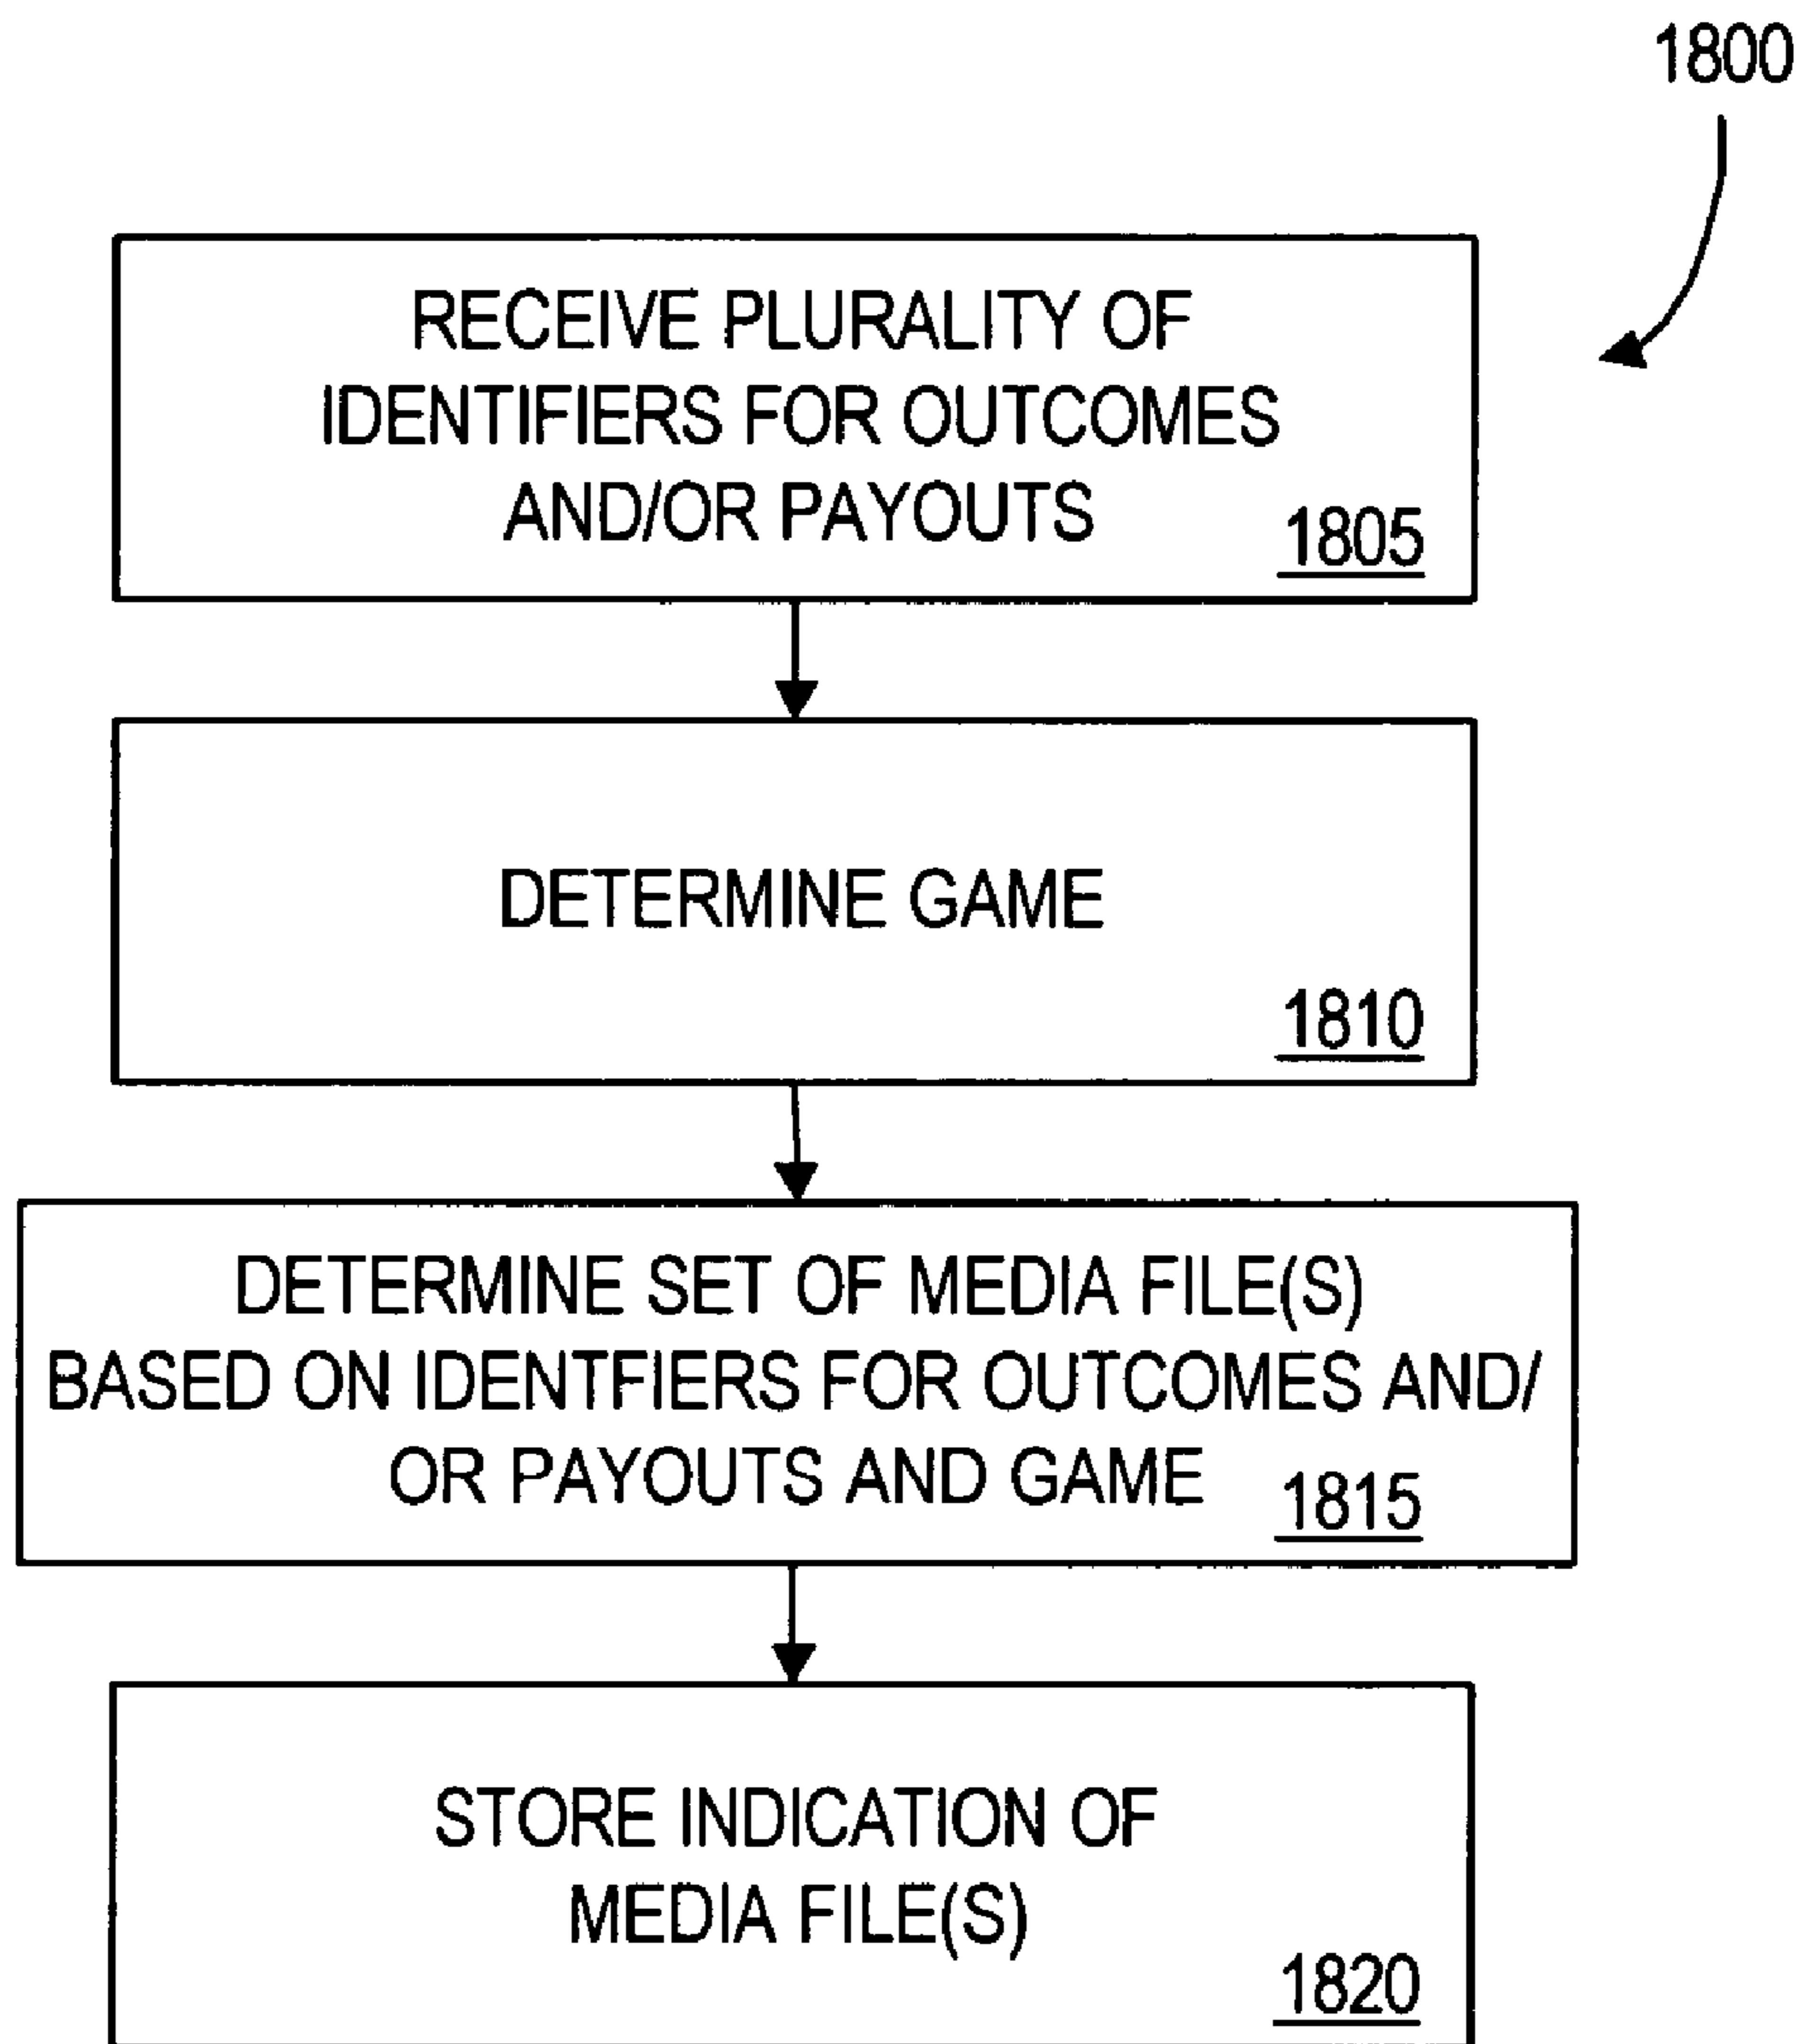 1800
RECEIVE PLURALITY OF
IDENTIFIERS FOR OUTCOMES
AND/OR PAYOUTS
1805
DETERMINE GAME
1810
DETERMINE SET OF MEDIA FILE(S)
BASED ON IDENTFIERS FOR OUTCOMES AND/
OR PAYOUTS AND GAME
1815
STORE INDICATION OF
MEDIA FILE(S)
1820